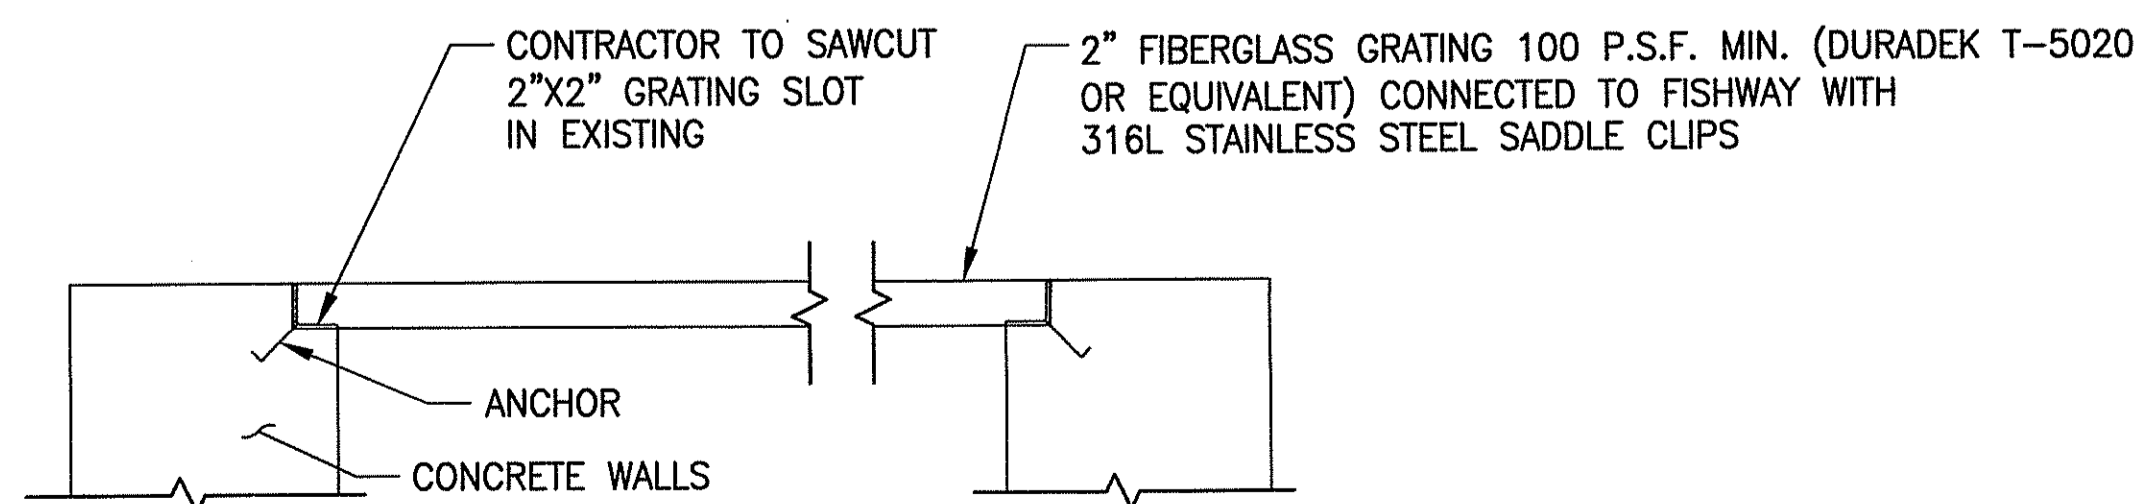 CONTRACTOR TO SAWCUT
2"X2" GRATING SLOT
IN EXISTING
2" FIBERGLASS GRATING 100 P.S.F. MIN. (DURADEK T-5020
OR EQUIVALENT) CONNECTED TO FISHWAY WITH
316L STAINLESS STEEL SADDLE CLIPS
ANCHOR
CONCRETE WALLS